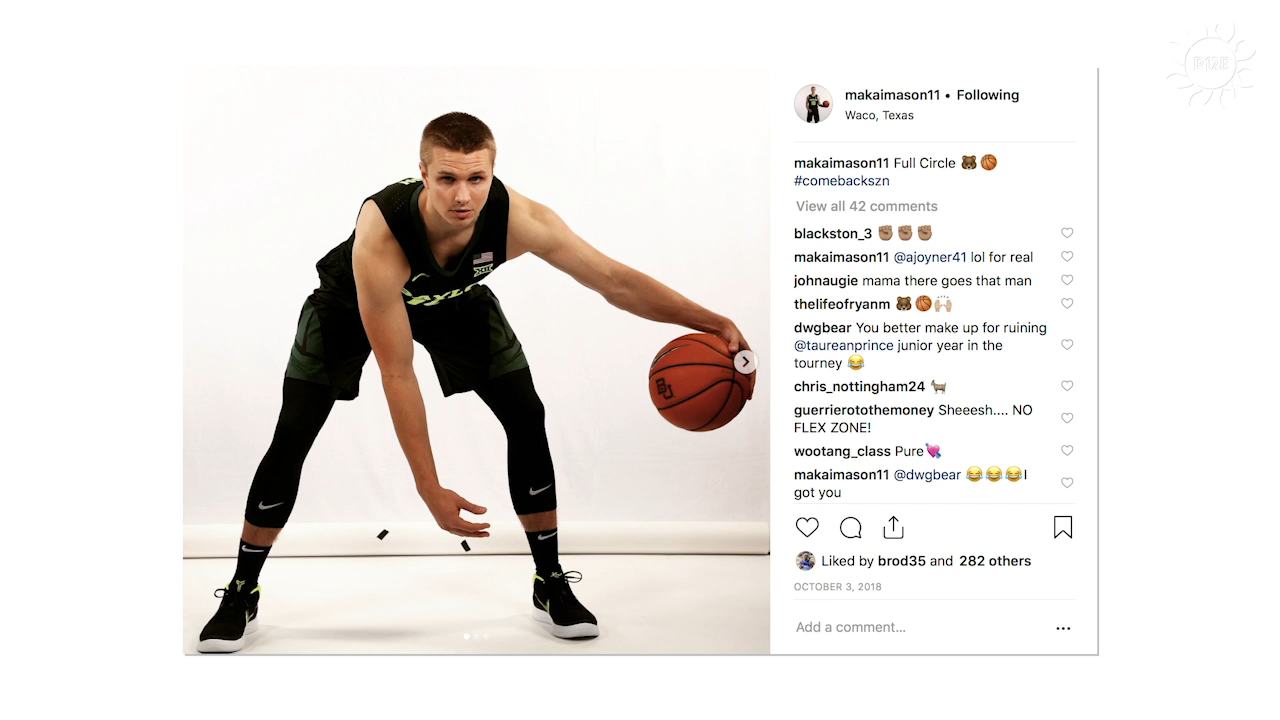 P12E
makaimason11 • Following
Waco, Texas
makaimason11 Full Circle 🐻🏀
#comebackszn
View all 42 comments
blackston_3 ✊🏽✊🏽✊🏽
makaimason11 @ajoyner41 lol for real
johnaugie mama there goes that man
thelifeofryanm 🐻🏀🙌🏼
dwgbear You better make up for ruining
@taureanprince junior year in the
tourney 😂
chris_nottingham24 🐐
guerrierotothemoney Sheeesh.... NO
FLEX ZONE!
wootang_class Pure💘
makaimason11 @dwgbear 😂😂😂I
got you
Liked by brod35 and 282 others
OCTOBER 3, 2018
Add a comment...
BAYLO
XII
BU